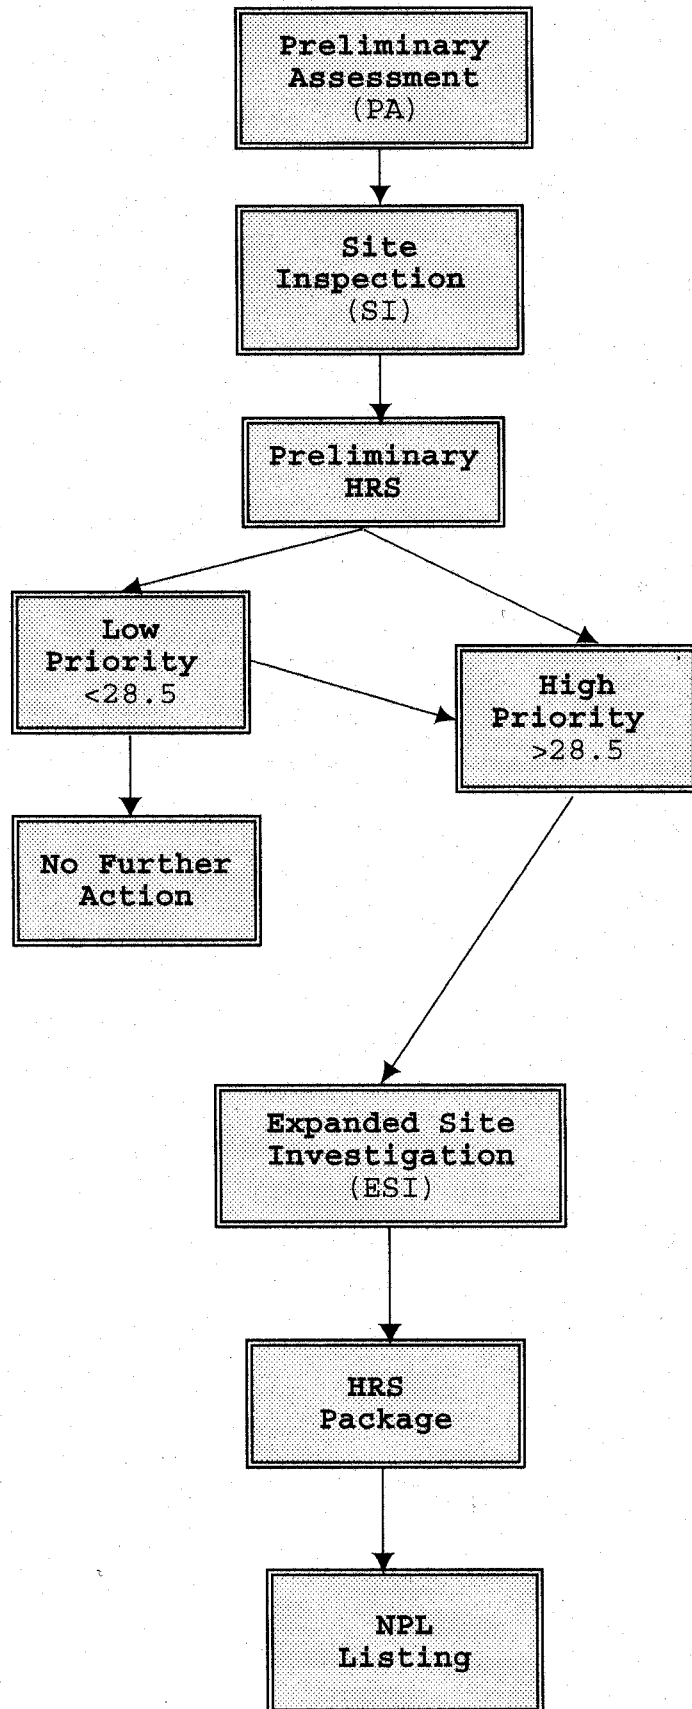 Preliminary
Assessment
(PA)
Site
Inspection
(SI)
Preliminary
HRS
Low
Priority
<28.5
High
Priority
>28.5
No Further
Action
Expanded Site
Investigation
(ESI)
HRS
Package
NPL
Listing